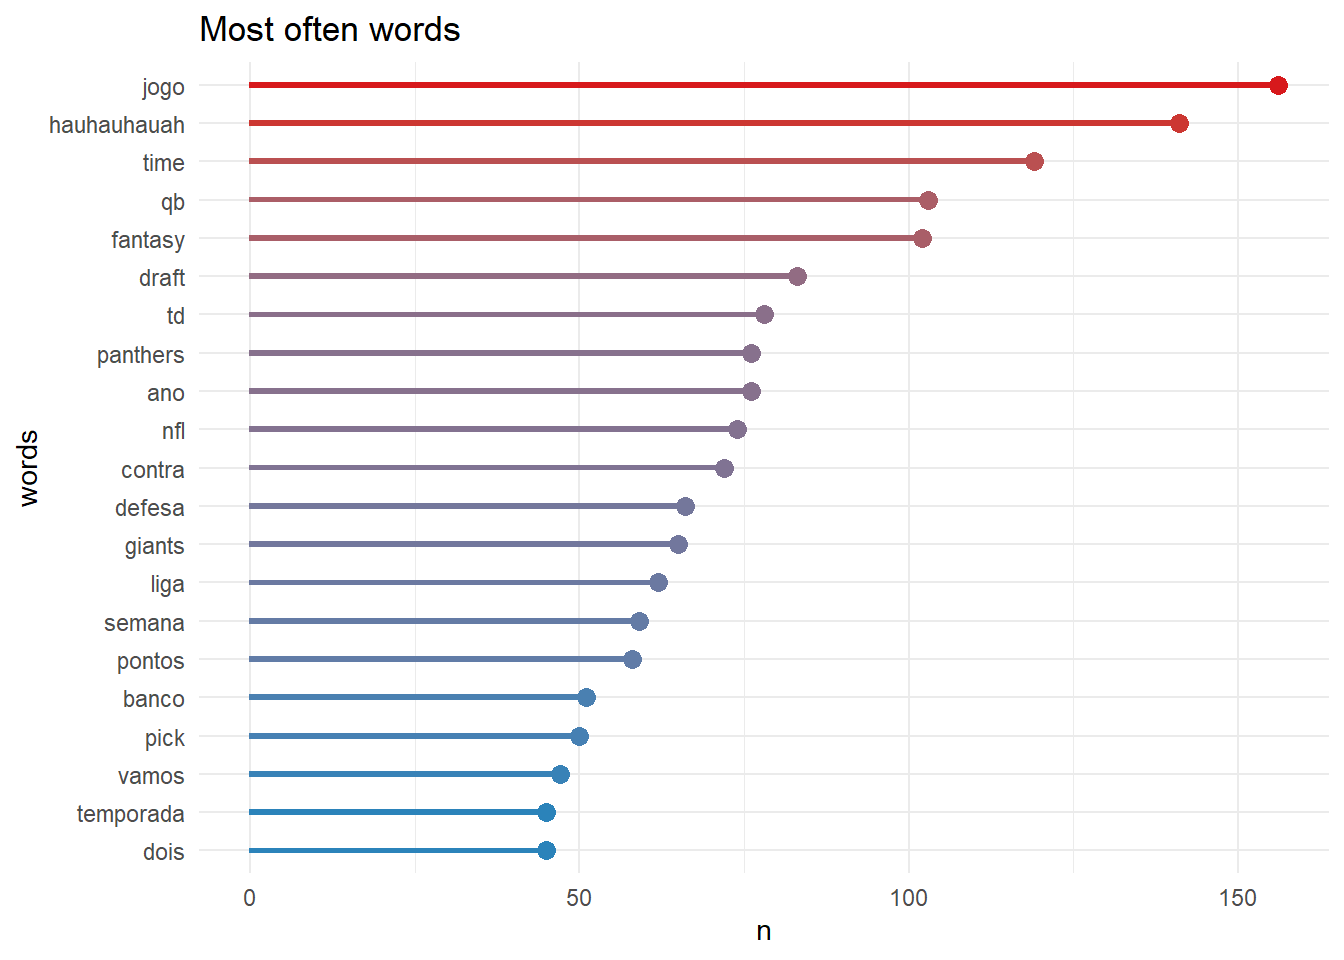 Most often words
jogo
hauhauhauah
time
qb
fantasy
draft
td
panthers
ano
nfl
contra
defesa
giants
liga
semana
pontos
banco
pick
vamos
temporada
dois
words
0 50 100 150
n